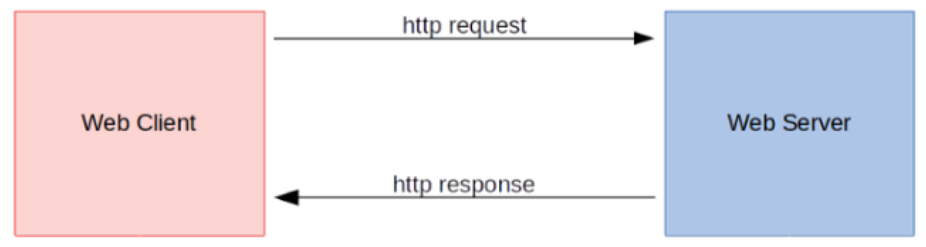 http request
Web Client
Web Server
http response